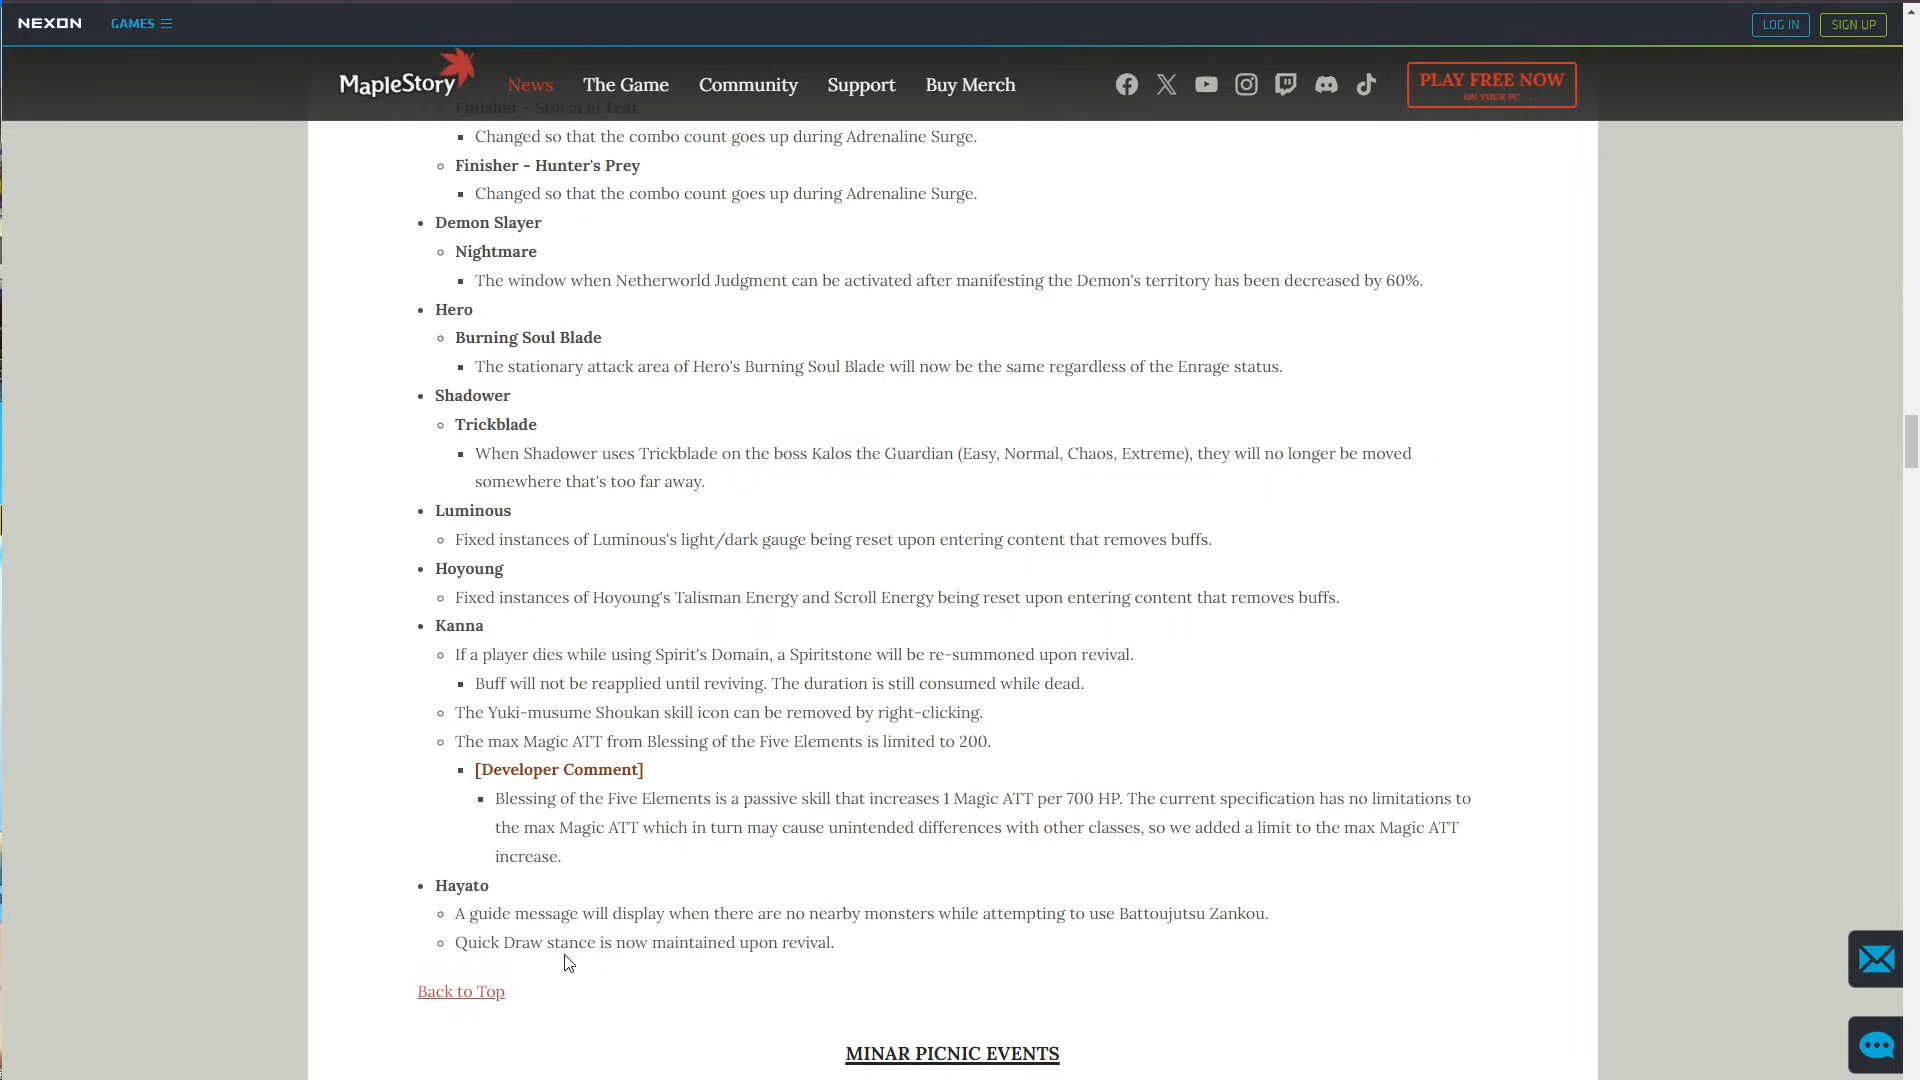 NEXON GAMES LOG IN SIGN UP
MapleStory News The Game Community Support Buy Merch PLAY FREE NOW
ON YOUR PC
Finisher - Storm of Fear
Changed so that the combo count goes up during Adrenaline Surge.
Finisher - Hunter's Prey
Changed so that the combo count goes up during Adrenaline Surge.
Demon Slayer
Nightmare
The window when Netherworld Judgment can be activated after manifesting the Demon's territory has been decreased by 60%.
Hero
Burning Soul Blade
The stationary attack area of Hero's Burning Soul Blade will now be the same regardless of the Enrage status.
Shadower
Trickblade
When Shadower uses Trickblade on the boss Kalos the Guardian (Easy, Normal, Chaos, Extreme), they will no longer be moved
somewhere that's too far away.
Luminous
Fixed instances of Luminous's light/dark gauge being reset upon entering content that removes buffs.
Hoyoung
Fixed instances of Hoyoung's Talisman Energy and Scroll Energy being reset upon entering content that removes buffs.
Kanna
If a player dies while using Spirit's Domain, a Spiritstone will be re-summoned upon revival.
Buff will not be reapplied until reviving. The duration is still consumed while dead.
The Yuki-musume Shoukan skill icon can be removed by right-clicking.
The max Magic ATT from Blessing of the Five Elements is limited to 200.
[Developer Comment]
Blessing of the Five Elements is a passive skill that increases 1 Magic ATT per 700 HP. The current specification has no limitations to
the max Magic ATT which in turn may cause unintended differences with other classes, so we added a limit to the max Magic ATT
increase.
Hayato
A guide message will display when there are no nearby monsters while attempting to use Battoujutsu Zankou.
Quick Draw stance is now maintained upon revival.
Back to Top
MINAR PICNIC EVENTS